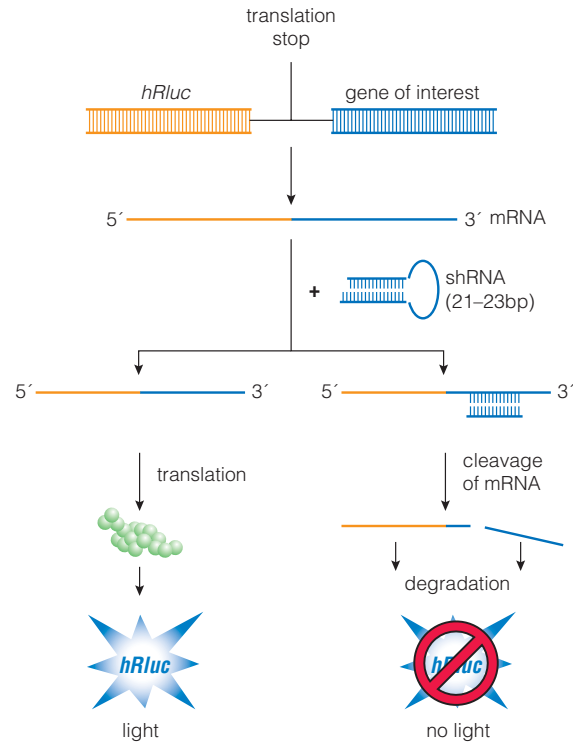 translation
stop
hRluc
gene of interest
5´
3´ mRNA
+
shRNA
(21–23bp)
5´
3´
5´
3´
translation
cleavage
of mRNA
degradation
hRluc
hRluc
light
no light